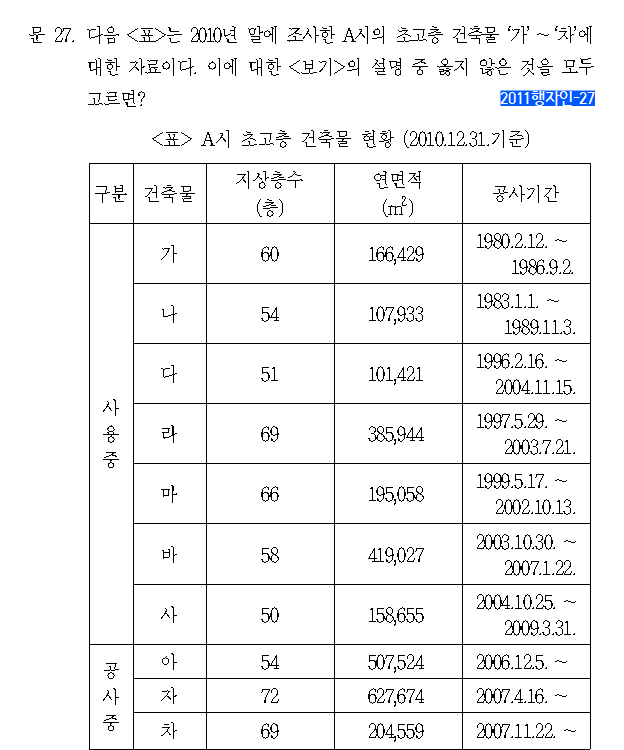 문 27. 다음 <표>는 2010년 말에 조사한 A시의 초고층 건축물 ‘가’～‘차’에
대한 자료이다. 이에 대한 <보기>의 설명 중 옳지 않은 것을 모두
고르면? 2011행자인-27
<표> A시 초고층 건축물 현황 (2010.12.31.기준)
구분 건축물 지상층수 (층) 연면적 (㎡) 공사기간
사용중
가 60 166,429 1980.2.12. ～
1986.9.2.
나 54 107,933 1983.1.1. ～
1989.11.3.
다 51 101,421 1996.2.16. ～
2004.11.15.
라 69 385,944 1997.5.29. ～
2003.7.21.
마 66 195,058 1999.5.17. ～
2002.10.13.
바 58 419,027 2003.10.30. ～
2007.1.22.
사 50 158,655 2004.10.25. ～
2009.3.31.
공사중
아 54 507,524 2006.12.5. ～
자 72 627,674 2007.4.16. ～
차 69 204,559 2007.11.22. ～